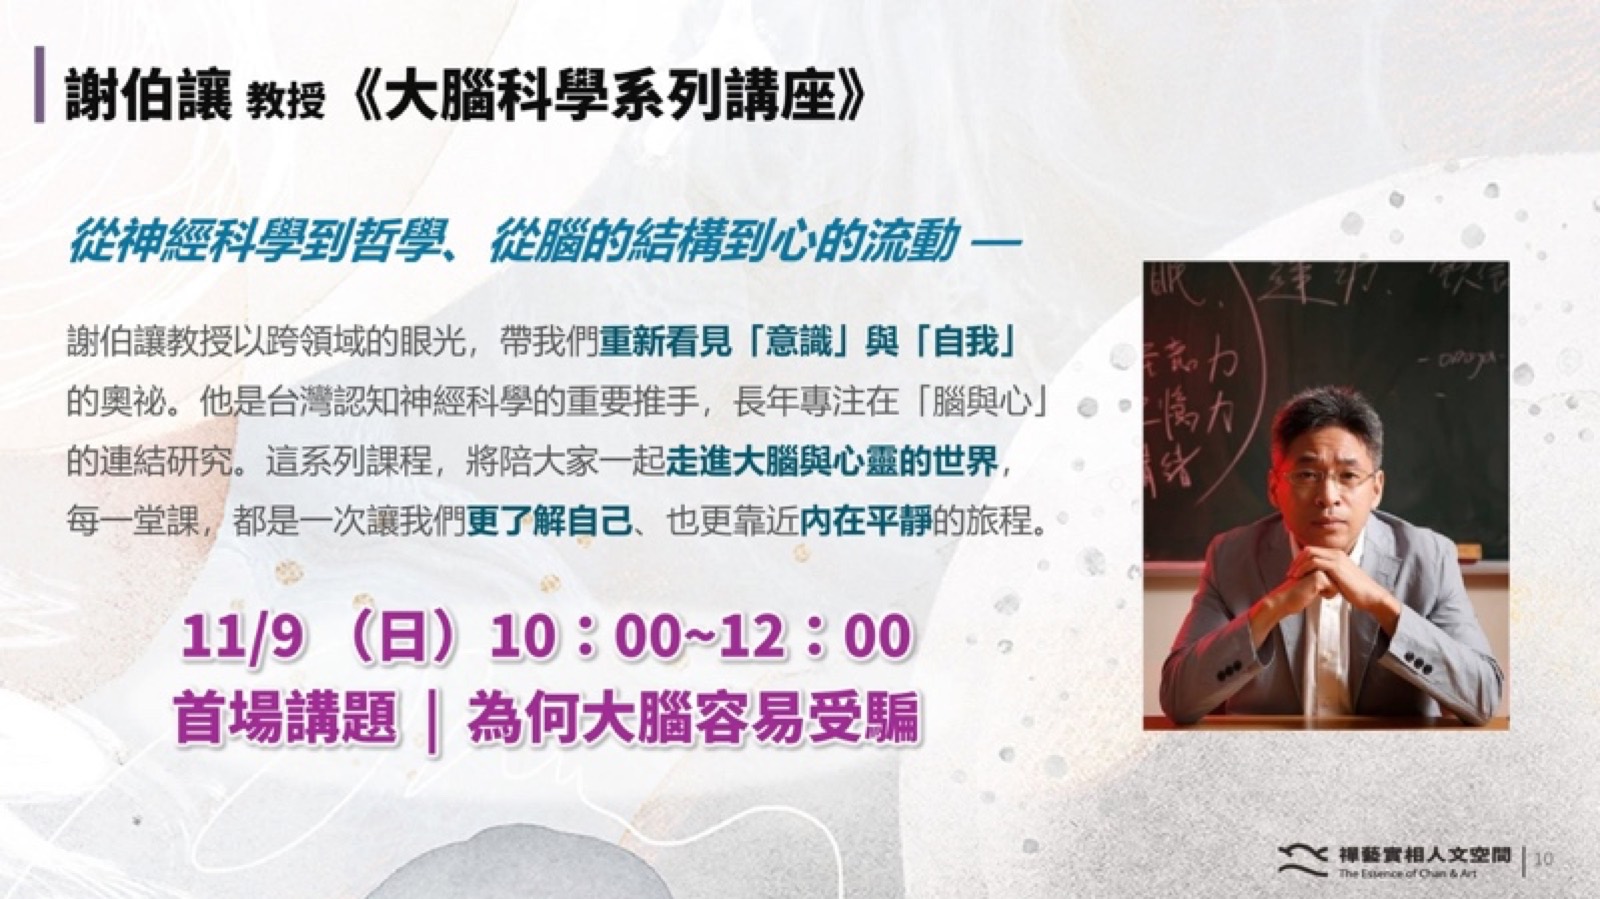 謝伯讓 教授《大腦科學系列講座》
從神經科學到哲學、從腦的結構到心的流動 —
謝伯讓教授以跨領域的眼光，帶我們重新看見「意識」與「自我」
的奧祕。他是台灣認知神經科學的重要推手，長年專注在「腦與心」
的連結研究。這系列課程，將陪大家一起走進大腦與心靈的世界，
每一堂課，都是一次讓我們更了解自己、也更靠近內在平靜的旅程。
11/9 （日）10：00~12：00
首場講題 | 為何大腦容易受騙
眠
意力
憶力
情緒
禪藝實相人文空間 | 10
The Essence of Chan & Art